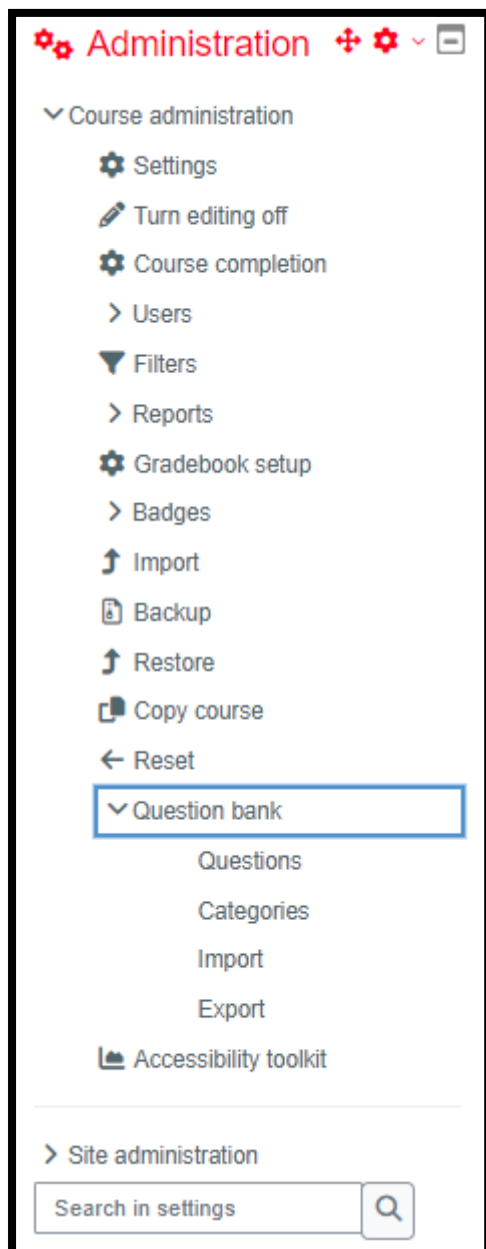 Administration
Course administration
Settings
Turn editing off
Course completion
Users
Filters
Reports
Gradebook setup
Badges
Import
Backup
Restore
Copy course
Reset
Question bank
Questions
Categories
Import
Export
Accessibility toolkit
Site administration
Search in settings